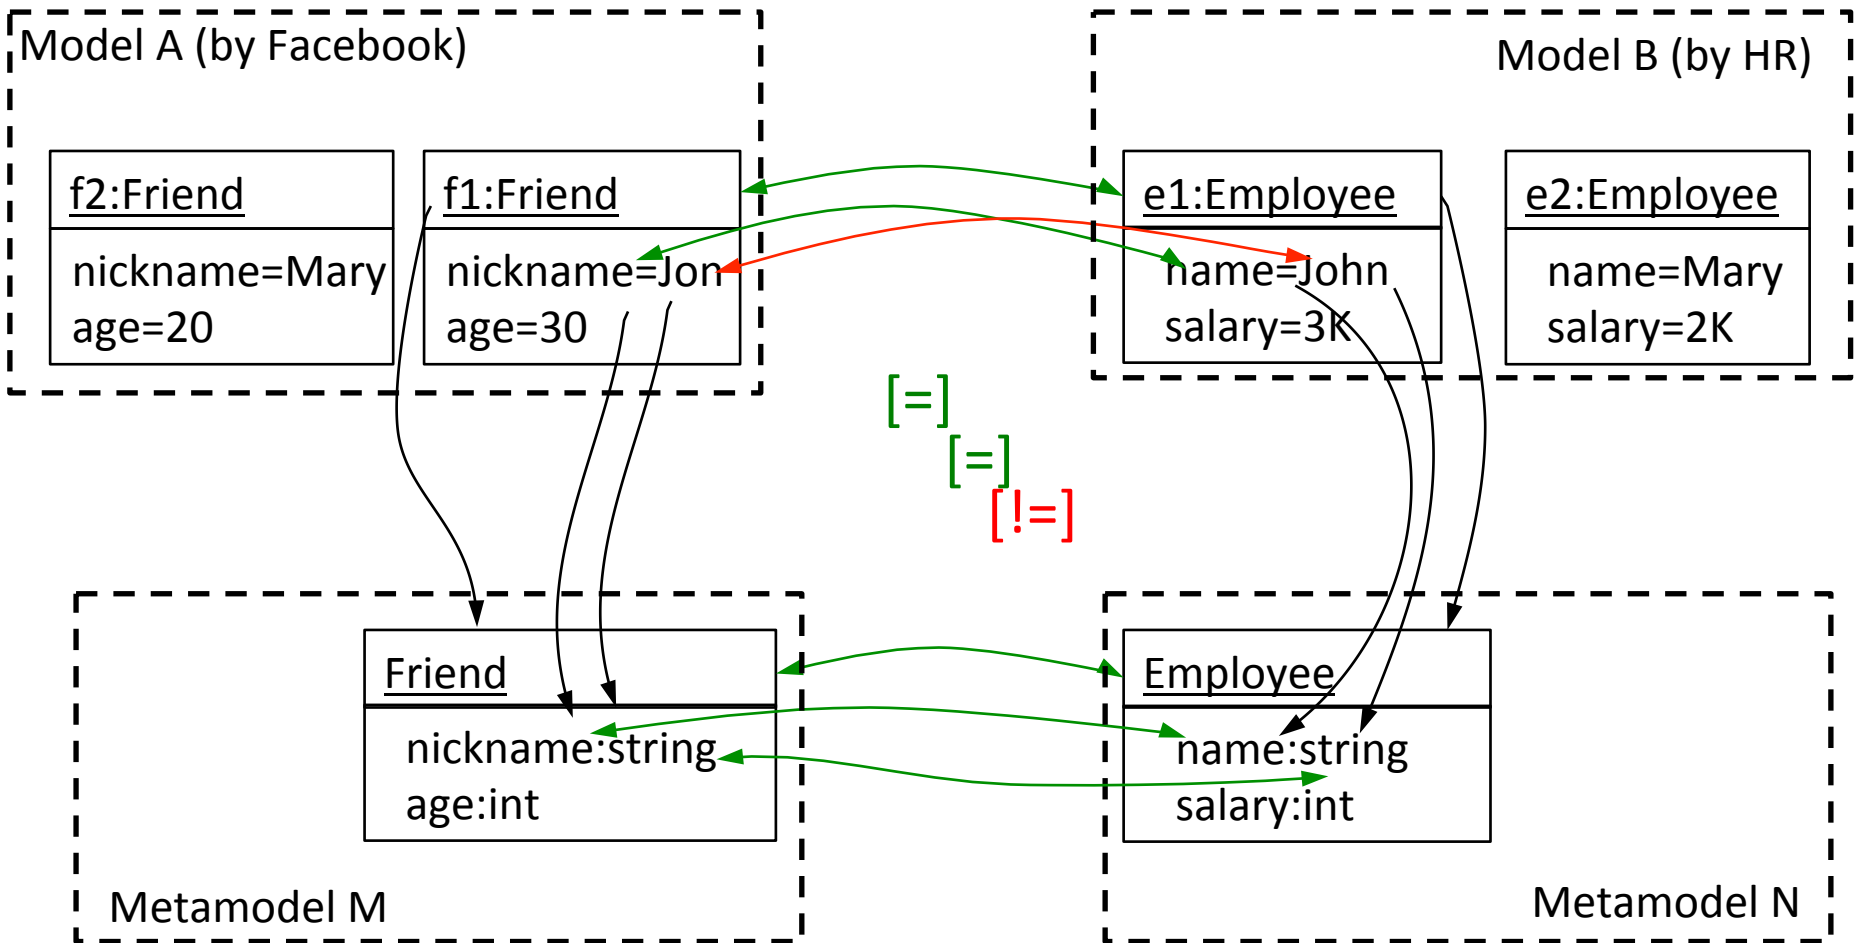 Model A (by Facebook)
Model B (by HR)
f2:Friend
nickname=Mary
age=20
f1:Friend
nickname=Jon
age=30
e1:Employee
name=John
salary=3K
e2:Employee
name=Mary
salary=2K
[=]
[=]
[!=]
Friend
nickname:string
age:int
Employee
name:string
salary:int
Metamodel M
Metamodel N